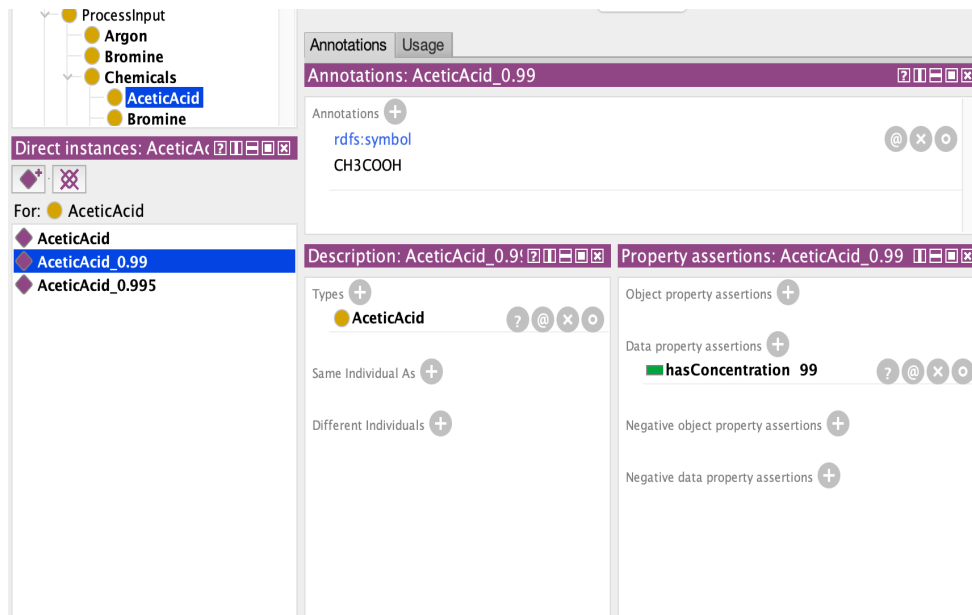 ProcessInput
Argon
Bromine
Chemicals
AceticAcid
Bromine
Direct instances: AceticAc
For: AceticAcid
AceticAcid
AceticAcid_0.99
AceticAcid_0.995
Annotations Usage
Annotations: AceticAcid_0.99
Annotations
rdfs:symbol
CH3COOH
Description: AceticAcid_0.99
Types
AceticAcid
Same Individual As
Different Individuals
Property assertions: AceticAcid_0.99
Object property assertions
Data property assertions
hasConcentration 99
Negative object property assertions
Negative data property assertions